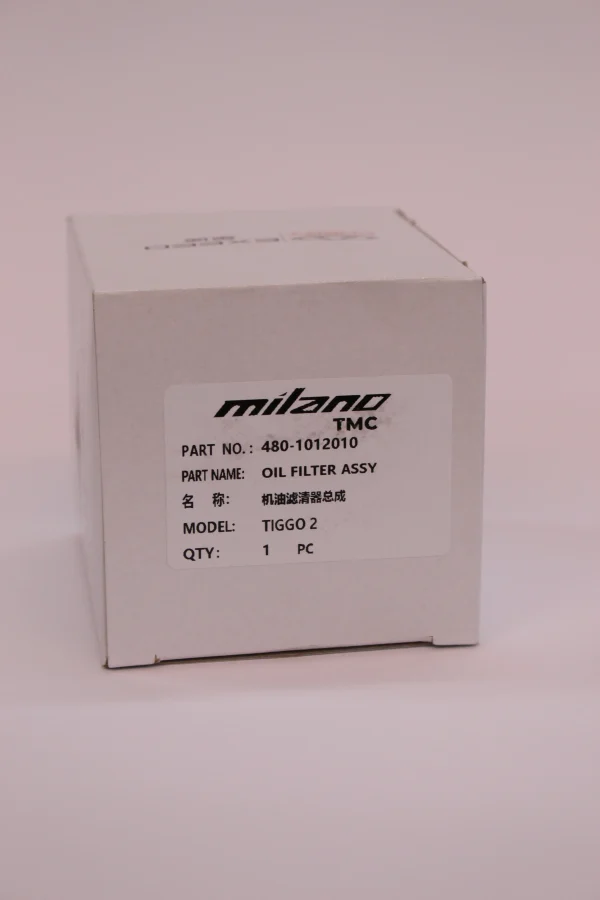 milano
TMC
PART NO.: 480-1012010
PART NAME: OIL FILTER ASSY
名 称: 机油滤清器总成
MODEL: TIGGO 2
QTY: 1 PC